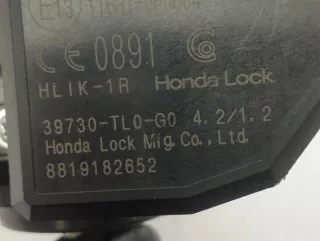 E13
CE 0891
HLIK-1R Honda Lock
39730-TL0-G0 4.2/1.2
Honda Lock Mfg.Co.,Ltd.
8819182652